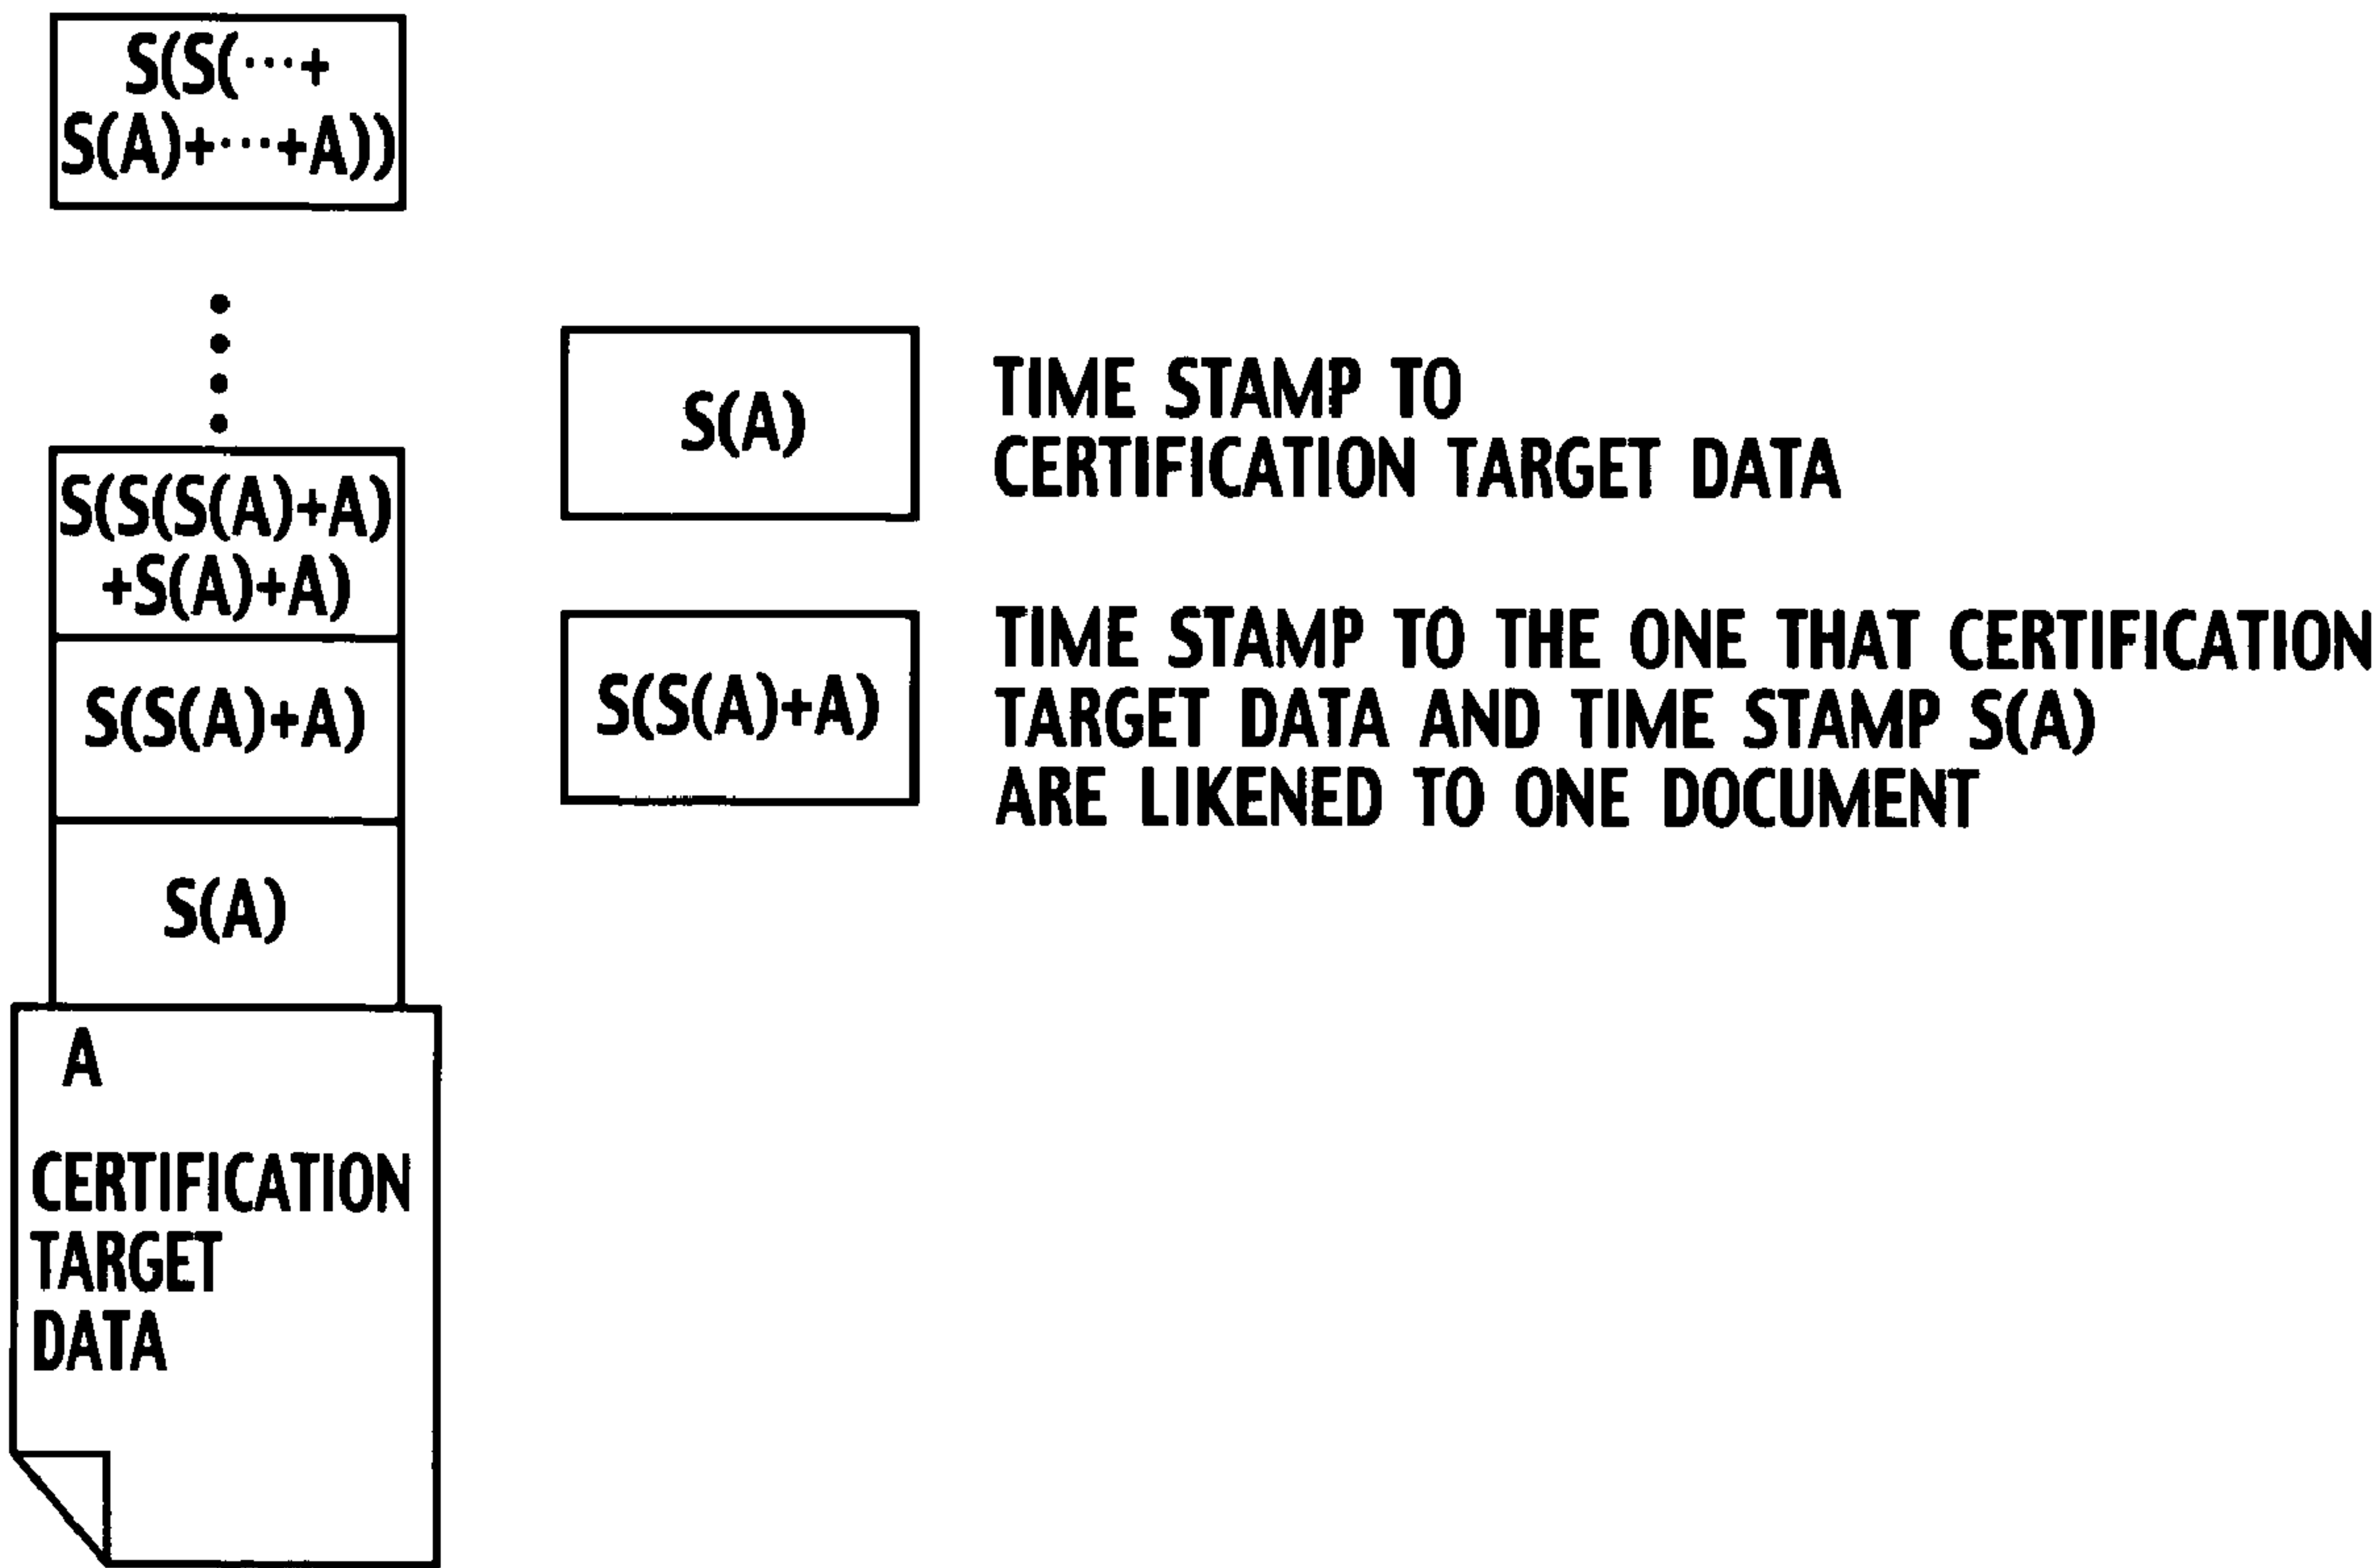 S(S(···+
S(A)+···+A))
S(S(S(A)+A)
+S(A)+A)
S(S(A)+A)
S(A)
A
CERTIFICATION
TARGET
DATA
S(A)
TIME STAMP TO
CERTIFICATION TARGET DATA
S(S(A)+A)
TIME STAMP TO THE ONE THAT CERTIFICATION
TARGET DATA AND TIME STAMP S(A)
ARE LIKENED TO ONE DOCUMENT